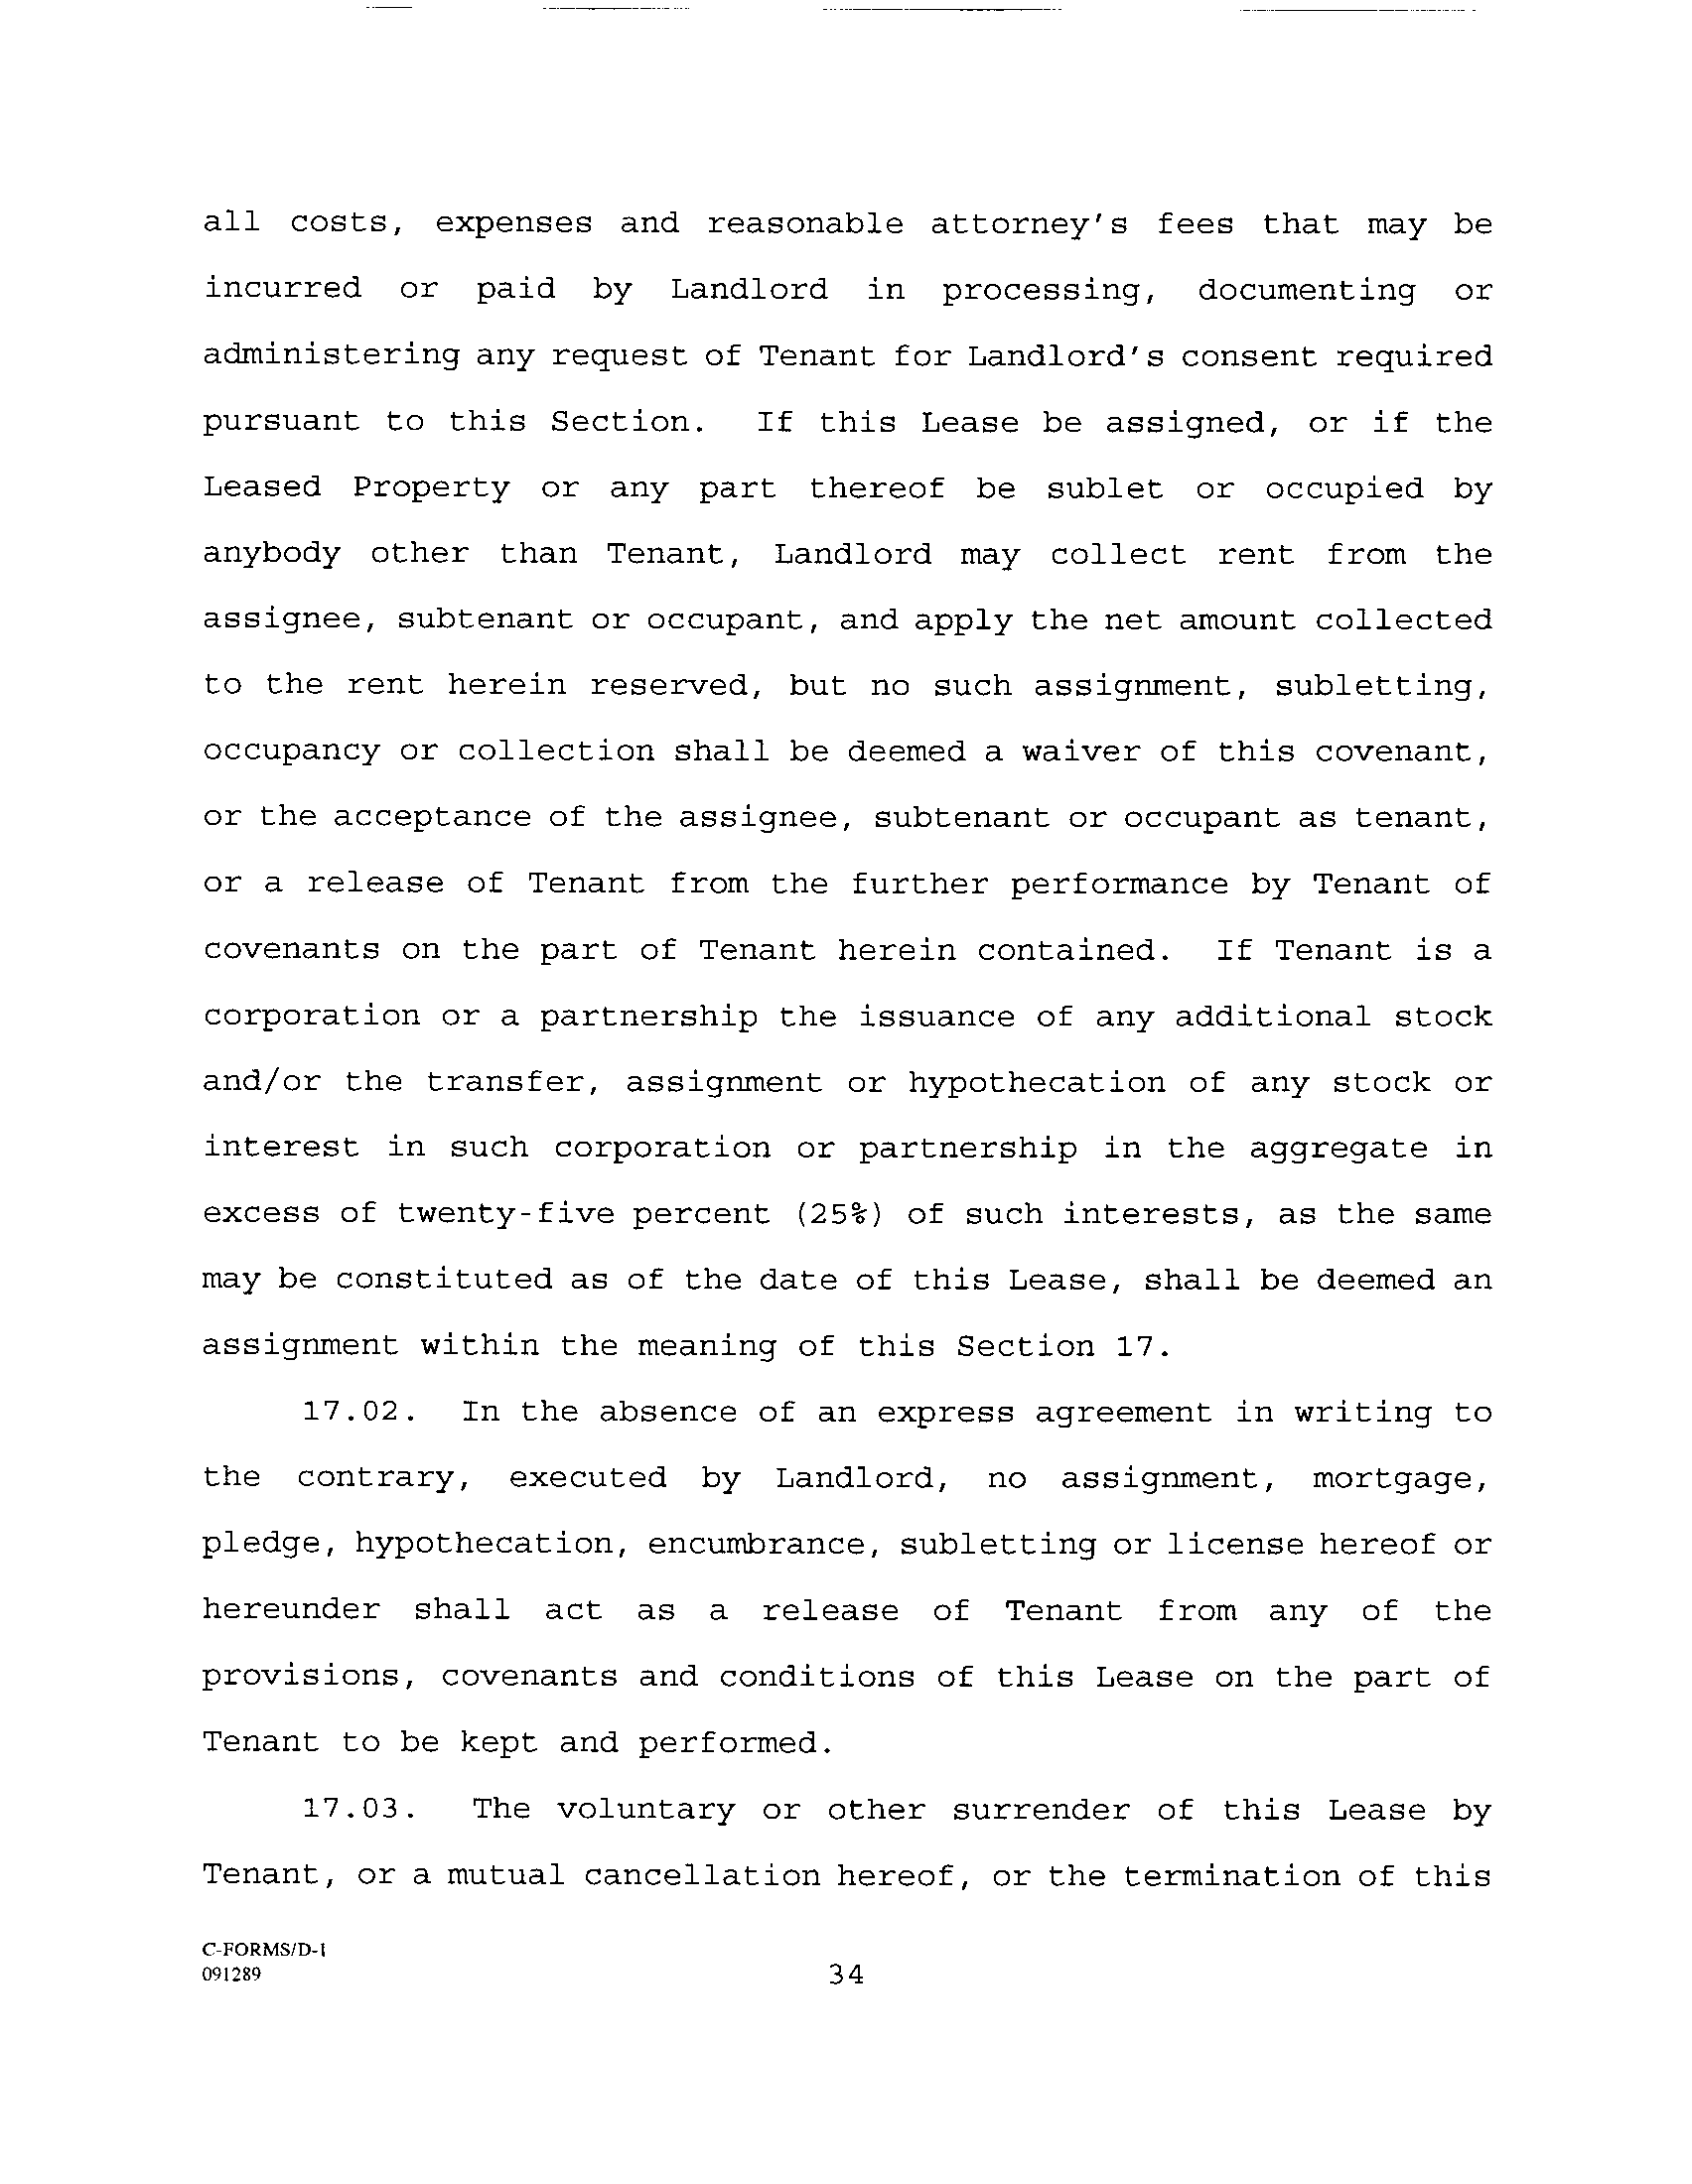 all costs, expenses and reasonable attorney's fees that may be
incurred or paid by Landlord in processing, documenting or
administering any request of Tenant for Landlord's consent required
pursuant to this Section. If this Lease be assigned, or if the
Leased Property or any part thereof be sublet or occupied by
anybody other than Tenant, Landlord may collect rent from the
assignee, subtenant or occupant, and apply the net amount collected
to the rent herein reserved, but no such assignment, subletting,
occupancy or collection shall be deemed a waiver of this covenant,
or the acceptance of the assignee, subtenant or occupant as tenant,
or a release of Tenant from the further performance by Tenant of
covenants on the part of Tenant herein contained. If Tenant is a
corporation or a partnership the issuance of any additional stock
and/or the transfer, assignment or hypothecation of any stock or
interest in such corporation or partnership in the aggregate in
excess of twenty-five percent (25%) of such interests, as the same
may be constituted as of the date of this Lease, shall be deemed an
assignment within the meaning of this Section 17.
17.02. In the absence of an express agreement in writing to
the contrary, executed by Landlord, no assignment, mortgage,
pledge, hypothecation, encumbrance, subletting or license hereof or
hereunder shall act as a release of Tenant from any of the
provisions, covenants and conditions of this Lease on the part of
Tenant to be kept and performed.
17.03. The voluntary or other surrender of this Lease by
Tenant, or a mutual cancellation hereof, or the termination of this
C-FORMS/D-1
091289
34